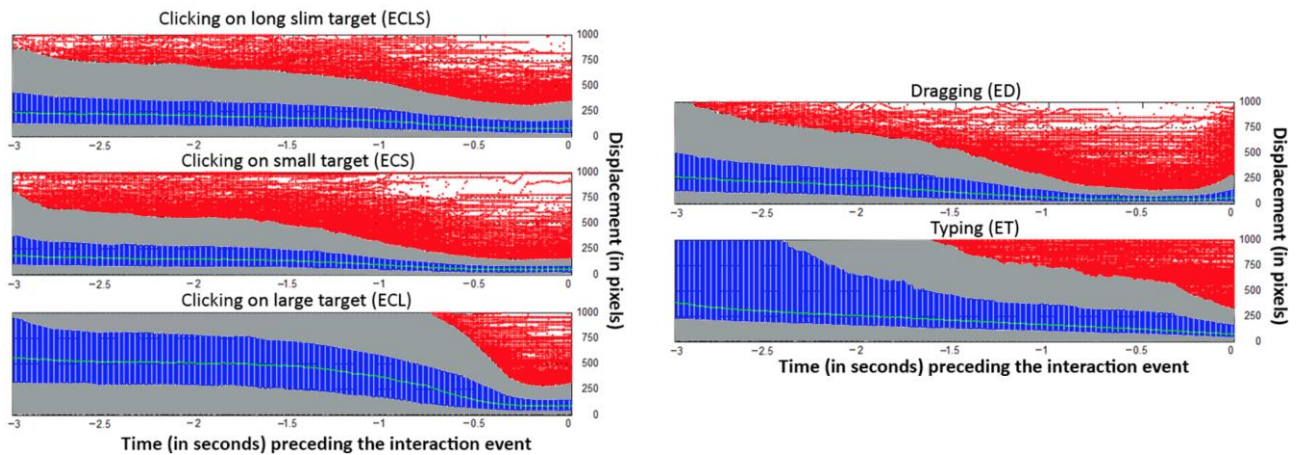 Clicking on long slim target (ECLS)
1000
750
500
250
0
−3 −2.5 −2 −1.5 −1 −0.5 0
Clicking on small target (ECS)
1000
750
500
250
0
−3 −2.5 −2 −1.5 −1 −0.5 0
Clicking on large target (ECL)
1000
750
500
250
0
−3 −2.5 −2 −1.5 −1 −0.5 0
Displacement (in pixels)
Time (in seconds) preceding the interaction event
Dragging (ED)
1000
750
500
250
0
−3 −2.5 −2 −1.5 −1 −0.5 0
Typing (ET)
1000
750
500
250
0
−3 −2.5 −2 −1.5 −1 −0.5 0
Displacement (in pixels)
Time (in seconds) preceding the interaction event